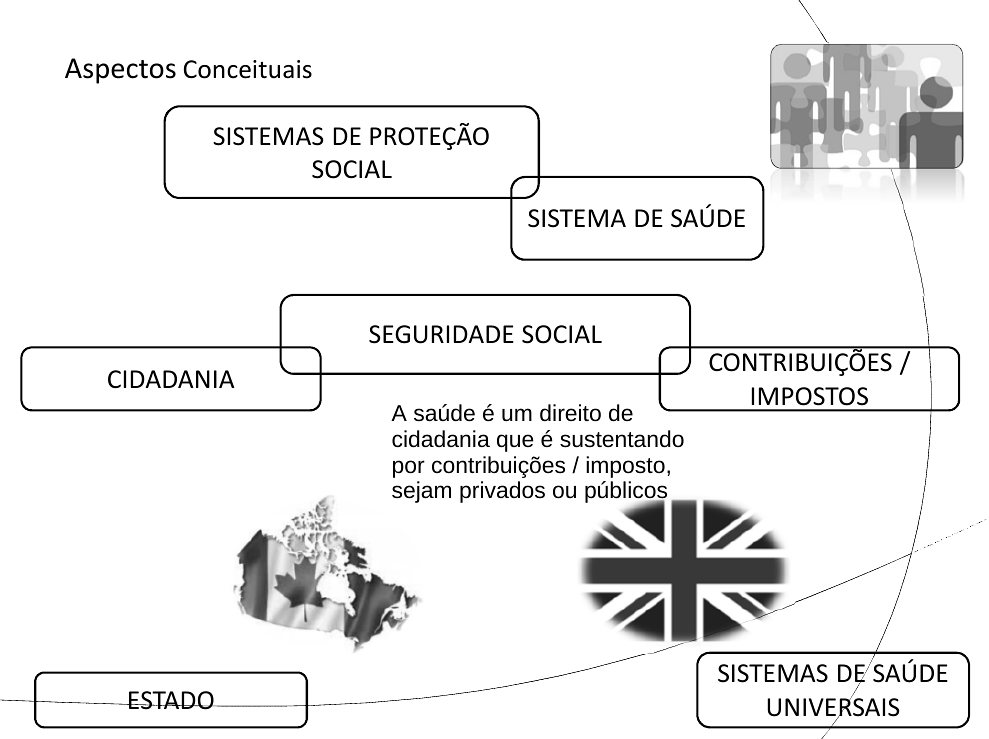 Aspectos Conceituais
SISTEMAS DE PROTEÇÃO
SOCIAL
SISTEMA DE SAÚDE
SEGURIDADE SOCIAL
CIDADANIA
CONTRIBUIÇÕES /
IMPOSTOS
A saúde é um direito de
cidadania que é sustentando
por contribuições / imposto,
sejam privados ou públicos
ESTADO
SISTEMAS DE SAÚDE
UNIVERSAIS